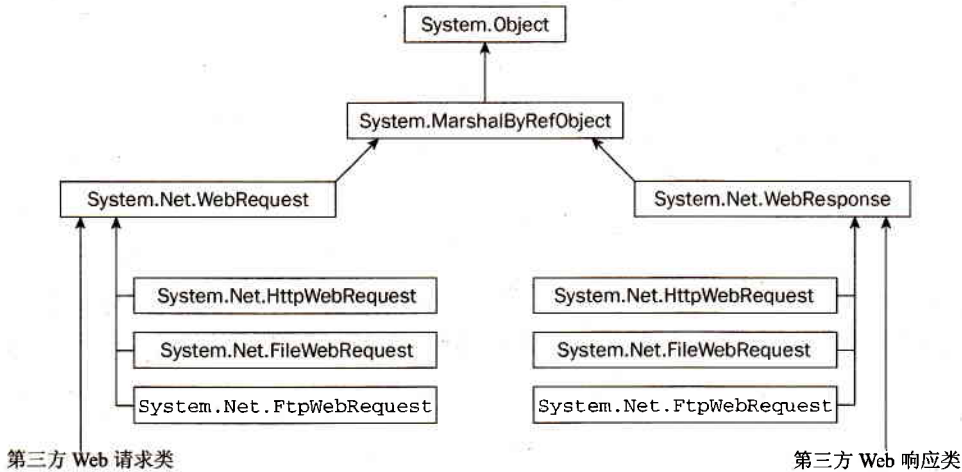 System.Object
System.MarshalByRefObject
System.Net.WebRequest
System.Net.WebResponse
System.Net.HttpWebRequest
System.Net.HttpWebRequest
System.Net.FileWebRequest
System.Net.FileWebRequest
System.Net.FtpWebRequest
System.Net.FtpWebRequest
第三方 Web 请求类
第三方 Web 响应类